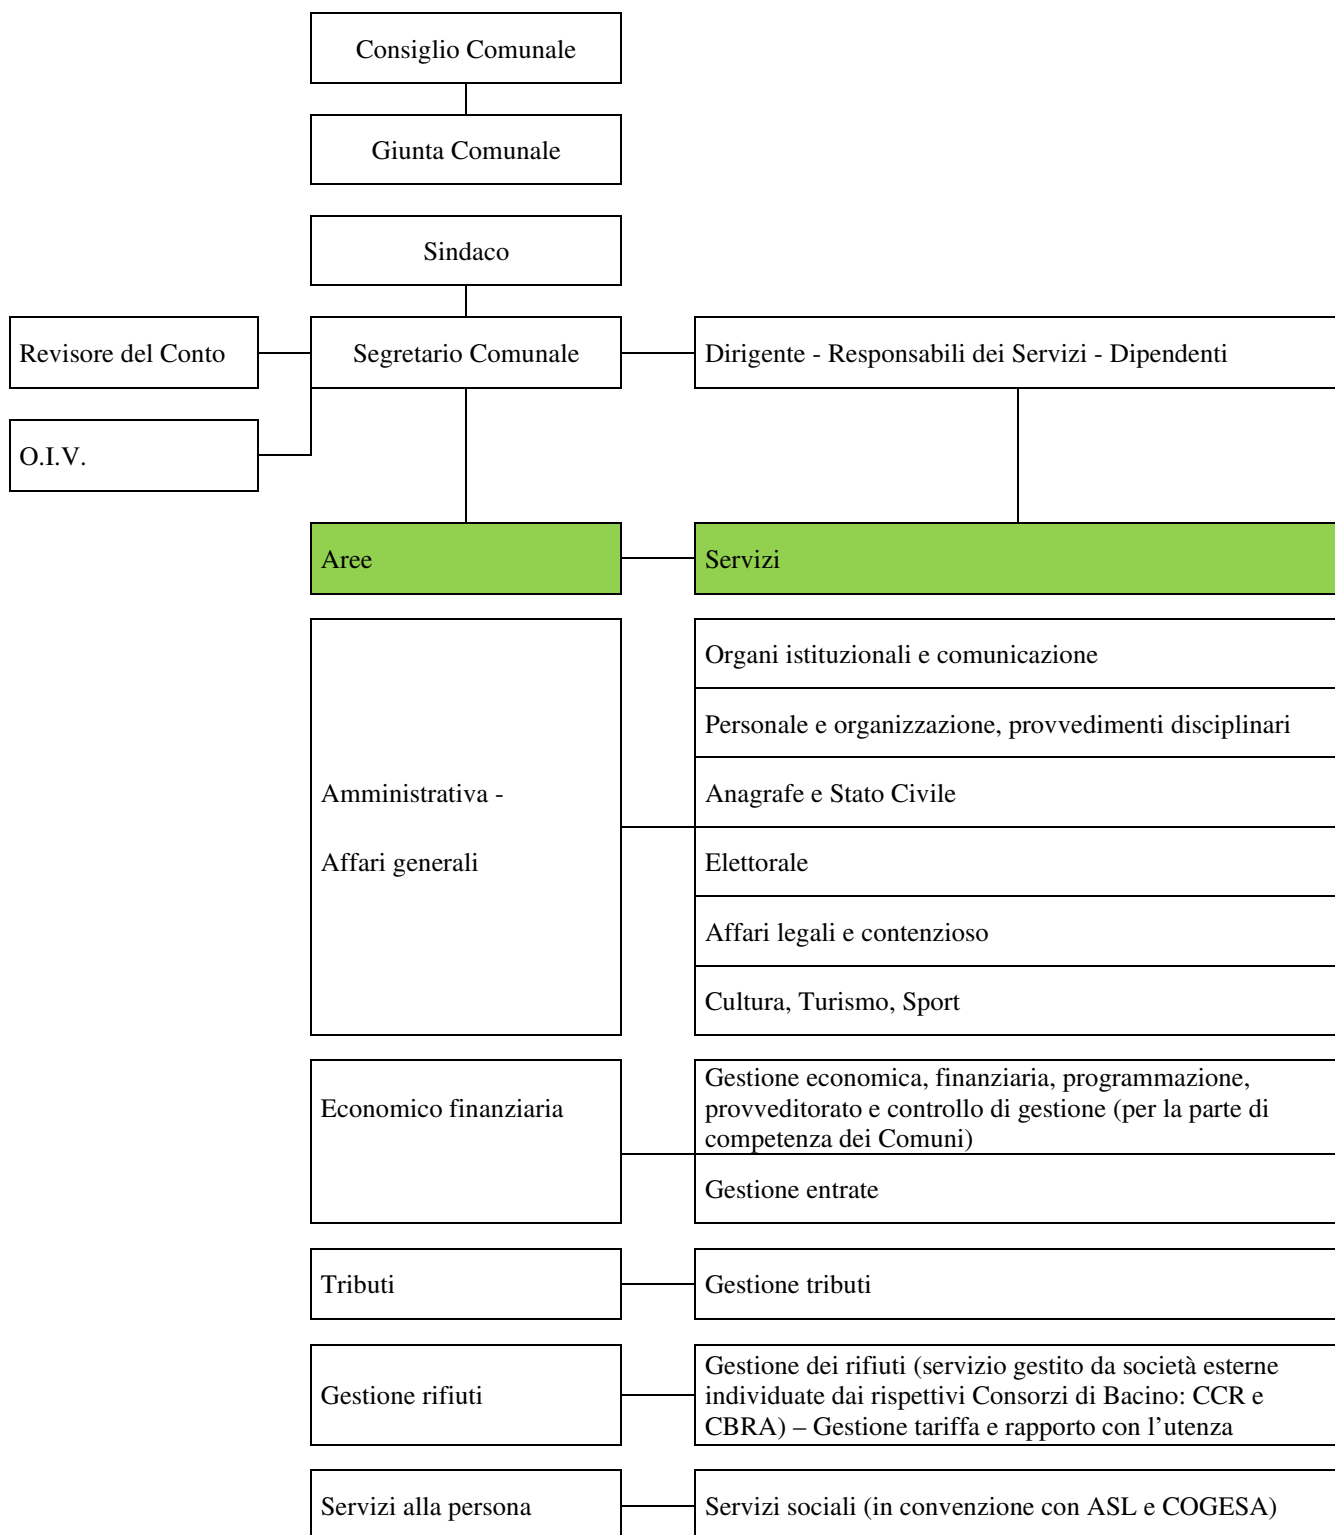 Consiglio Comunale
Giunta Comunale
Sindaco
Revisore del Conto
Segretario Comunale
Dirigente - Responsabili dei Servizi - Dipendenti
O.I.V.
Aree
Servizi
Amministrativa -
Affari generali
Organi istituzionali e comunicazione
Personale e organizzazione, provvedimenti disciplinari
Anagrafe e Stato Civile
Elettorale
Affari legali e contenzioso
Cultura, Turismo, Sport
Economico finanziaria
Gestione economica, finanziaria, programmazione,
provveditorato e controllo di gestione (per la parte di
competenza dei Comuni)
Gestione entrate
Tributi
Gestione tributi
Gestione rifiuti
Gestione dei rifiuti (servizio gestito da società esterne
individuate dai rispettivi Consorzi di Bacino: CCR e
CBRA) – Gestione tariffa e rapporto con l’utenza
Servizi alla persona
Servizi sociali (in convenzione con ASL e COGESA)